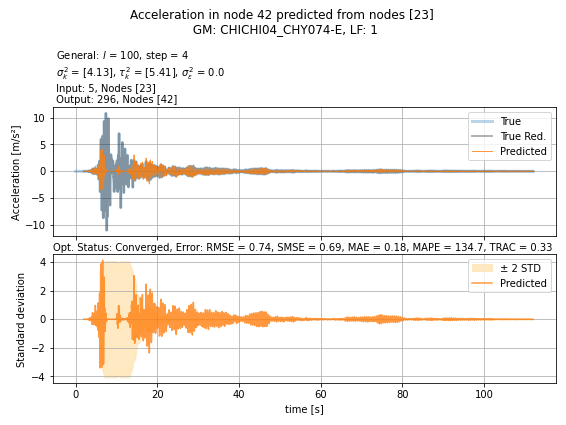 Acceleration in node 42 predicted from nodes [23]
GM: CHICHI04_CHY074-E, LF: 1
General: l = 100, step = 4
σ²ₖ = [4.13], τ²ₖ = [5.41], σ²ε = 0.0
Input: 5, Nodes [23]
Output: 296, Nodes [42]
Acceleration [m/s²]
10
5
0
−5
−10
True
True Red.
Predicted
Opt. Status: Converged, Error: RMSE = 0.74, SMSE = 0.69, MAE = 0.18, MAPE = 134.7, TRAC = 0.33
Standard deviation
4
2
0
−2
−4
± 2 STD
Predicted
0 20 40 60 80 100
time [s]